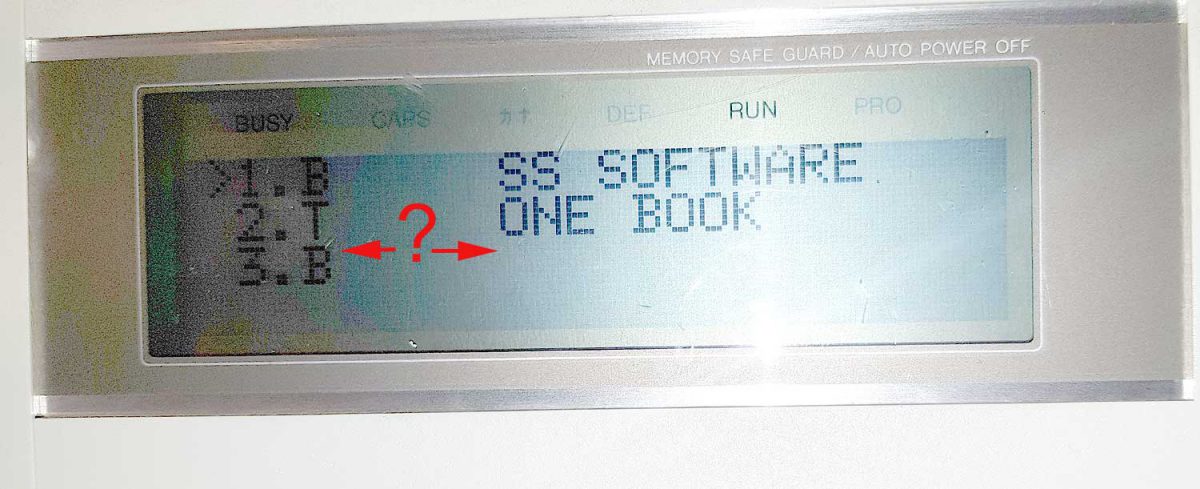 MEMORY SAFE GUARD / AUTO POWER OFF
BUSY CAPS カナ DEF RUN PRO
>1.B SS SOFTWARE
2.T ONE BOOK
?
3.B